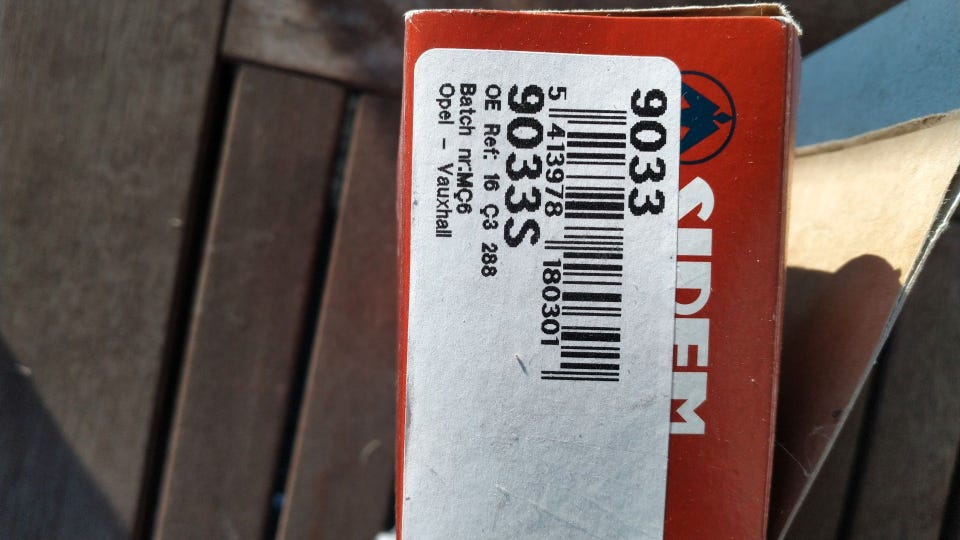 SIDEM
9033
5 413978 180301
9033S
OE Ref: 16 Ç3 288
Batch nr:MÇ6
Opel - Vauxhall